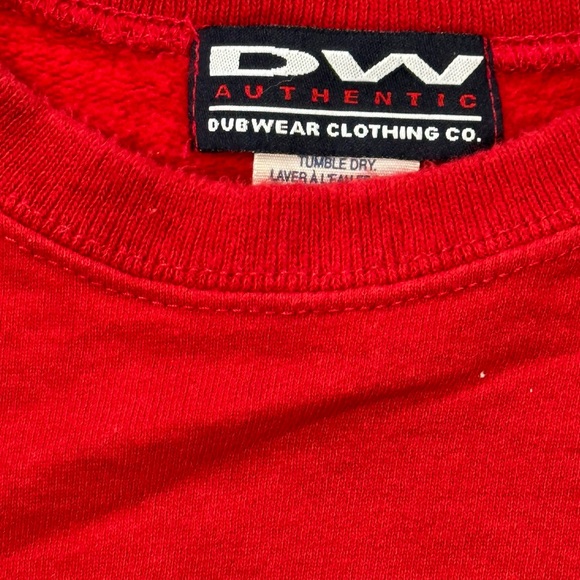 DW
AUTHENTIC
DUBWEAR CLOTHING CO.
TUMBLE DRY.
LAVER À L'EAU